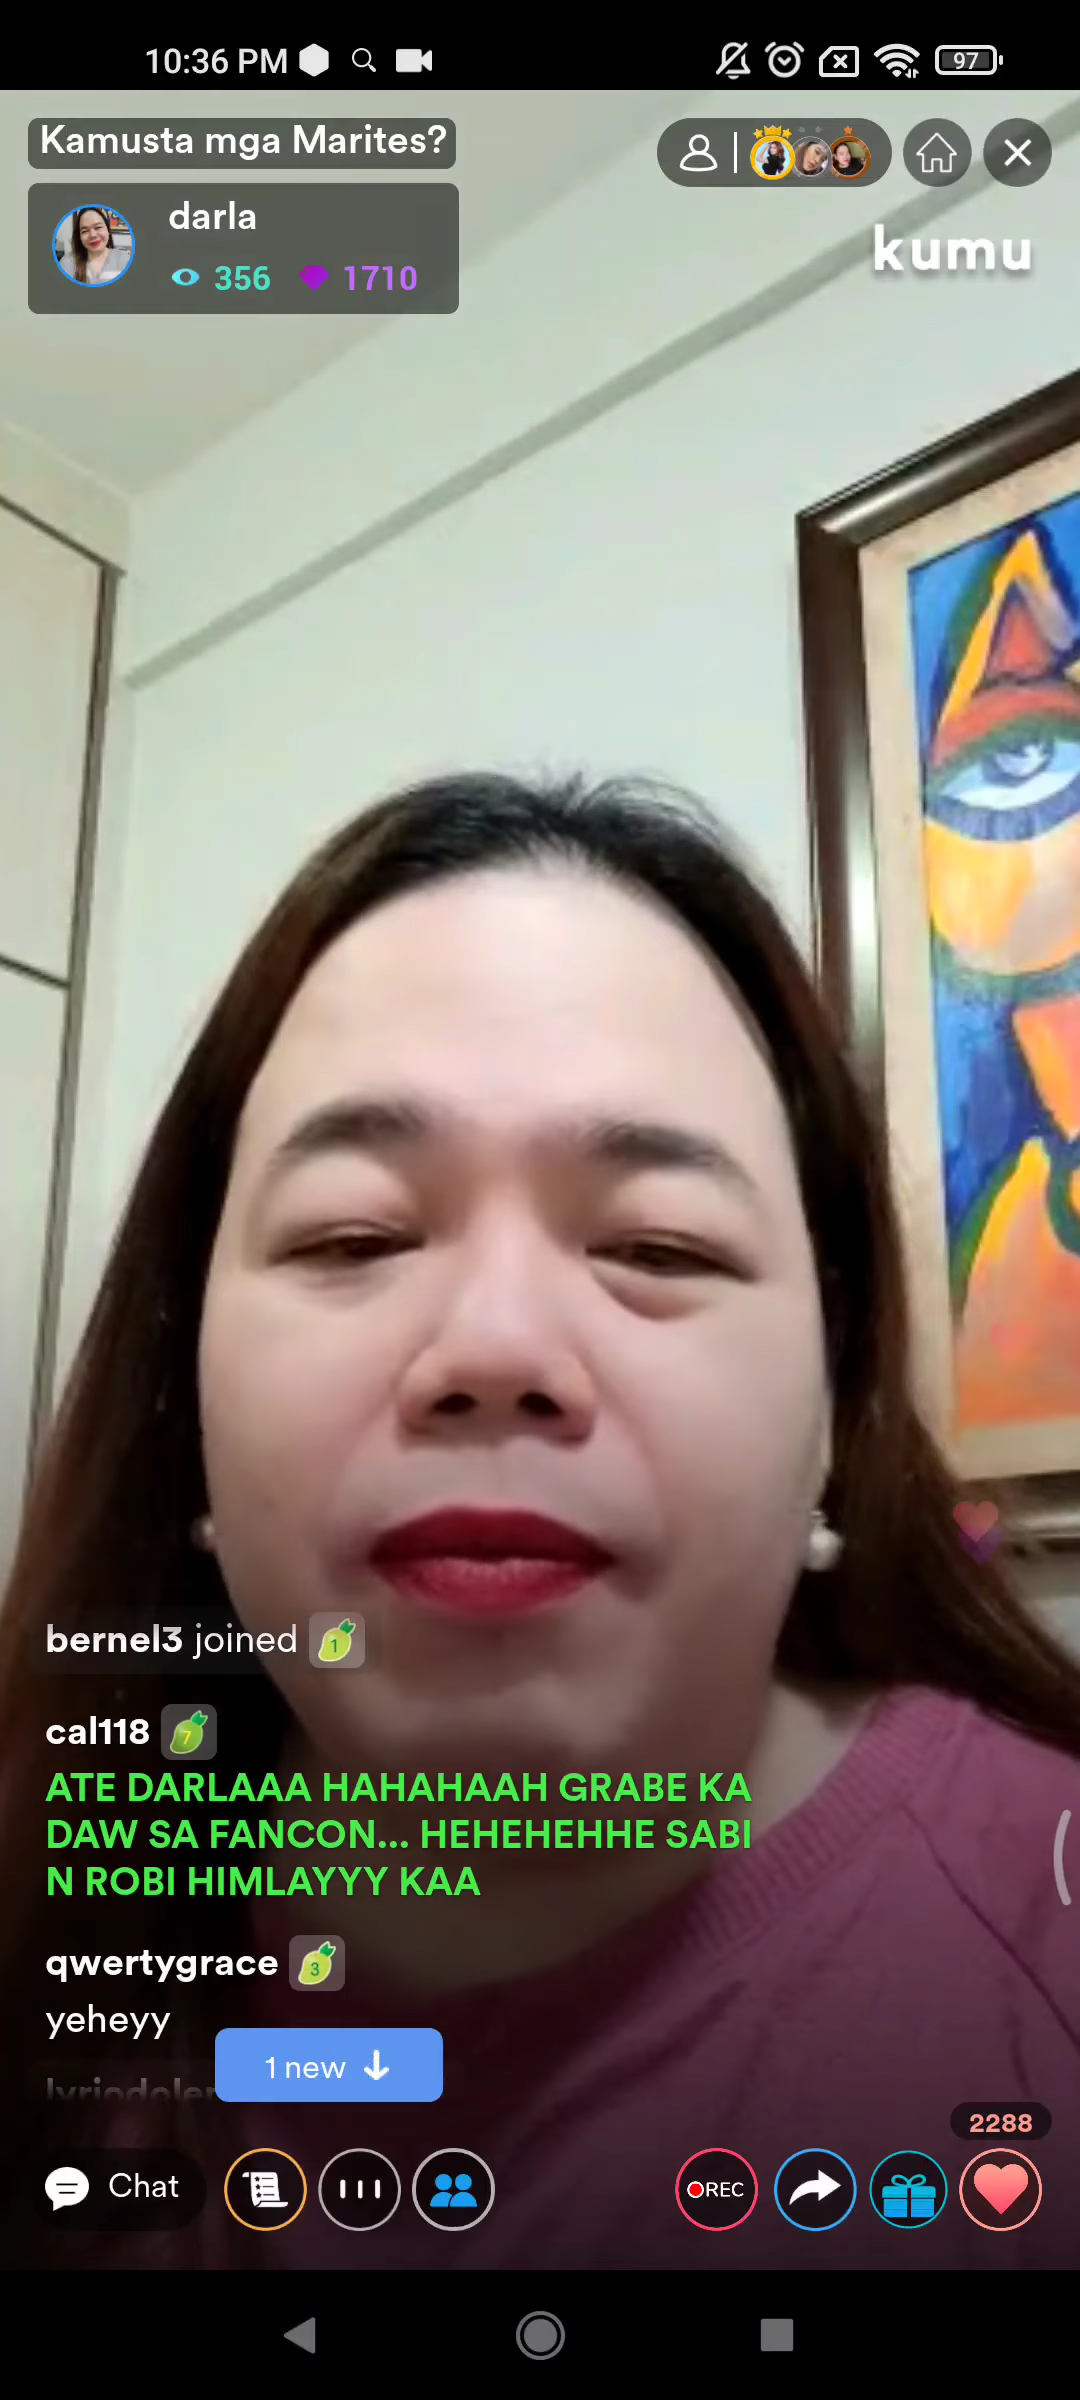 10:36 PM
97
Kamusta mga Marites?
darla
356 1710
kumu
bernel3 joined 1
cal118 7
ATE DARLAAA HAHAHAAH GRABE KA
DAW SA FANCON... HEHEHEHHE SABI
N ROBI HIMLAYYY KAA
qwertygrace 3
yeheyy
1 new
2288
Chat
REC